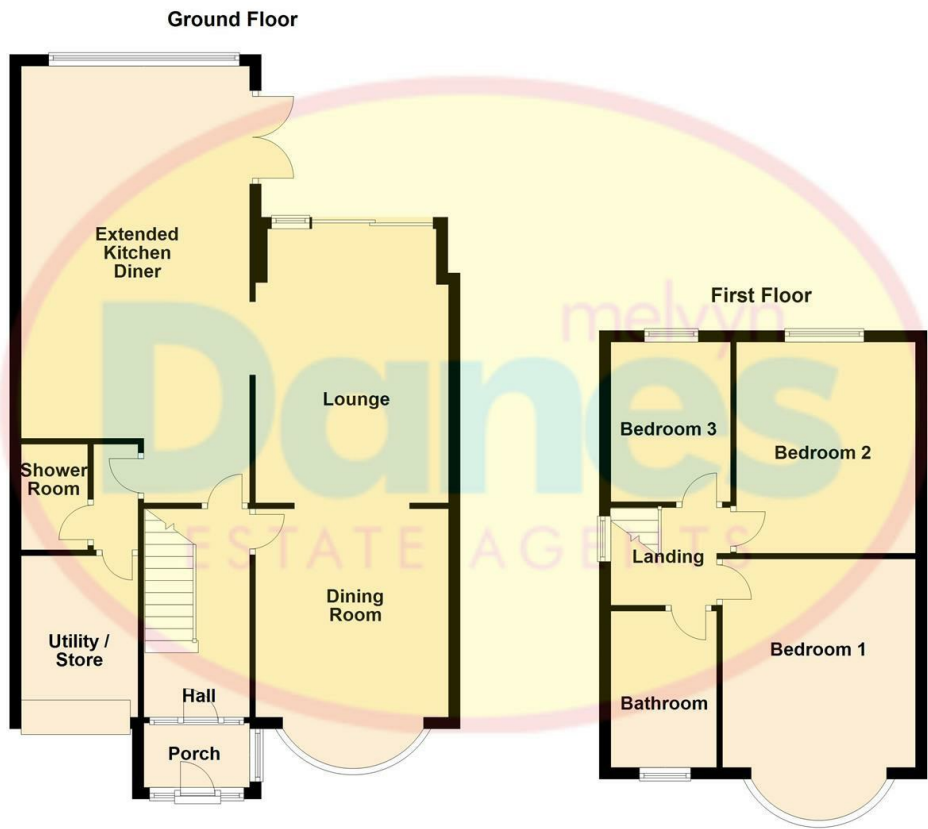 Ground Floor
Extended
Kitchen
Diner
Lounge
Shower
Room
Dining
Room
Utility /
Store
Hall
Porch
First Floor
Bedroom 3
Bedroom 2
Landing
Bedroom 1
Bathroom
melvyn
Danes
ESTATE AGENTS